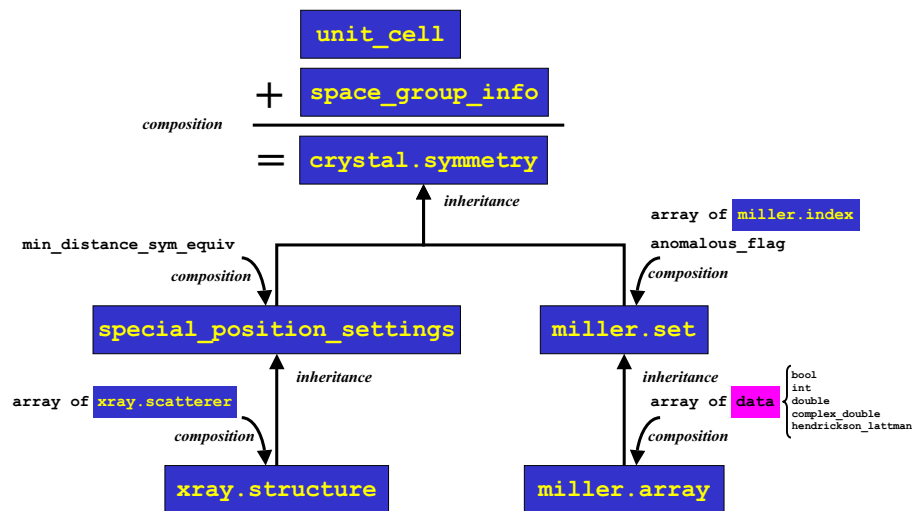 unit_cell
+ space_group_info
composition
= crystal.symmetry
inheritance
array of miller.index
min_distance_sym_equiv
anomalous_flag
composition
composition
special_position_settings
miller.set
inheritance
inheritance
array of xray.scatterer
array of data
bool
int
double
complex_double
hendrickson_lattman
composition
composition
xray.structure
miller.array